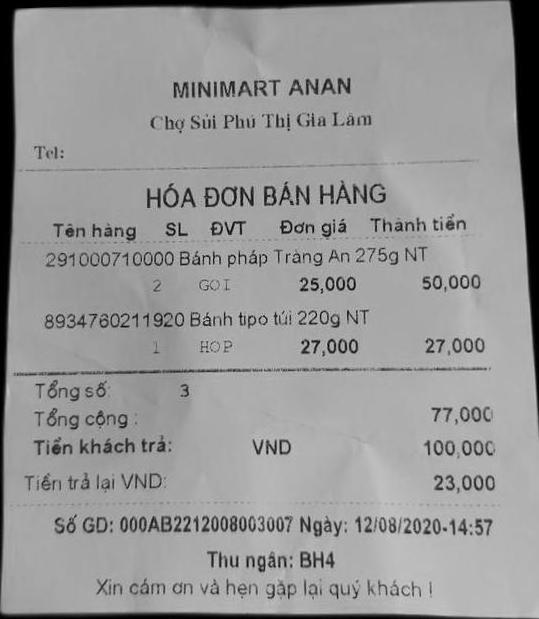 MINIMART ANAN
Chợ Sủi Phú Thị Gia Lâm
Tel:
HÓA ĐƠN BÁN HÀNG
Tên hàng SL ĐVT Đơn giá Thành tiền
291000710000 Bánh pháp Tràng An 275g NT
2 GOI 25,000 50,000
8934760211920 Bánh tipo túi 220g NT
1 HOP 27,000 27,000
Tổng số: 3
Tổng cộng : 77,000
Tiền khách trả: VND 100,000
Tiền trả lại VND: 23,000
Số GD: 000AB2212008003007 Ngày: 12/08/2020-14:57
Thu ngân: BH4
Xin cám ơn và hẹn gặp lại quý khách !